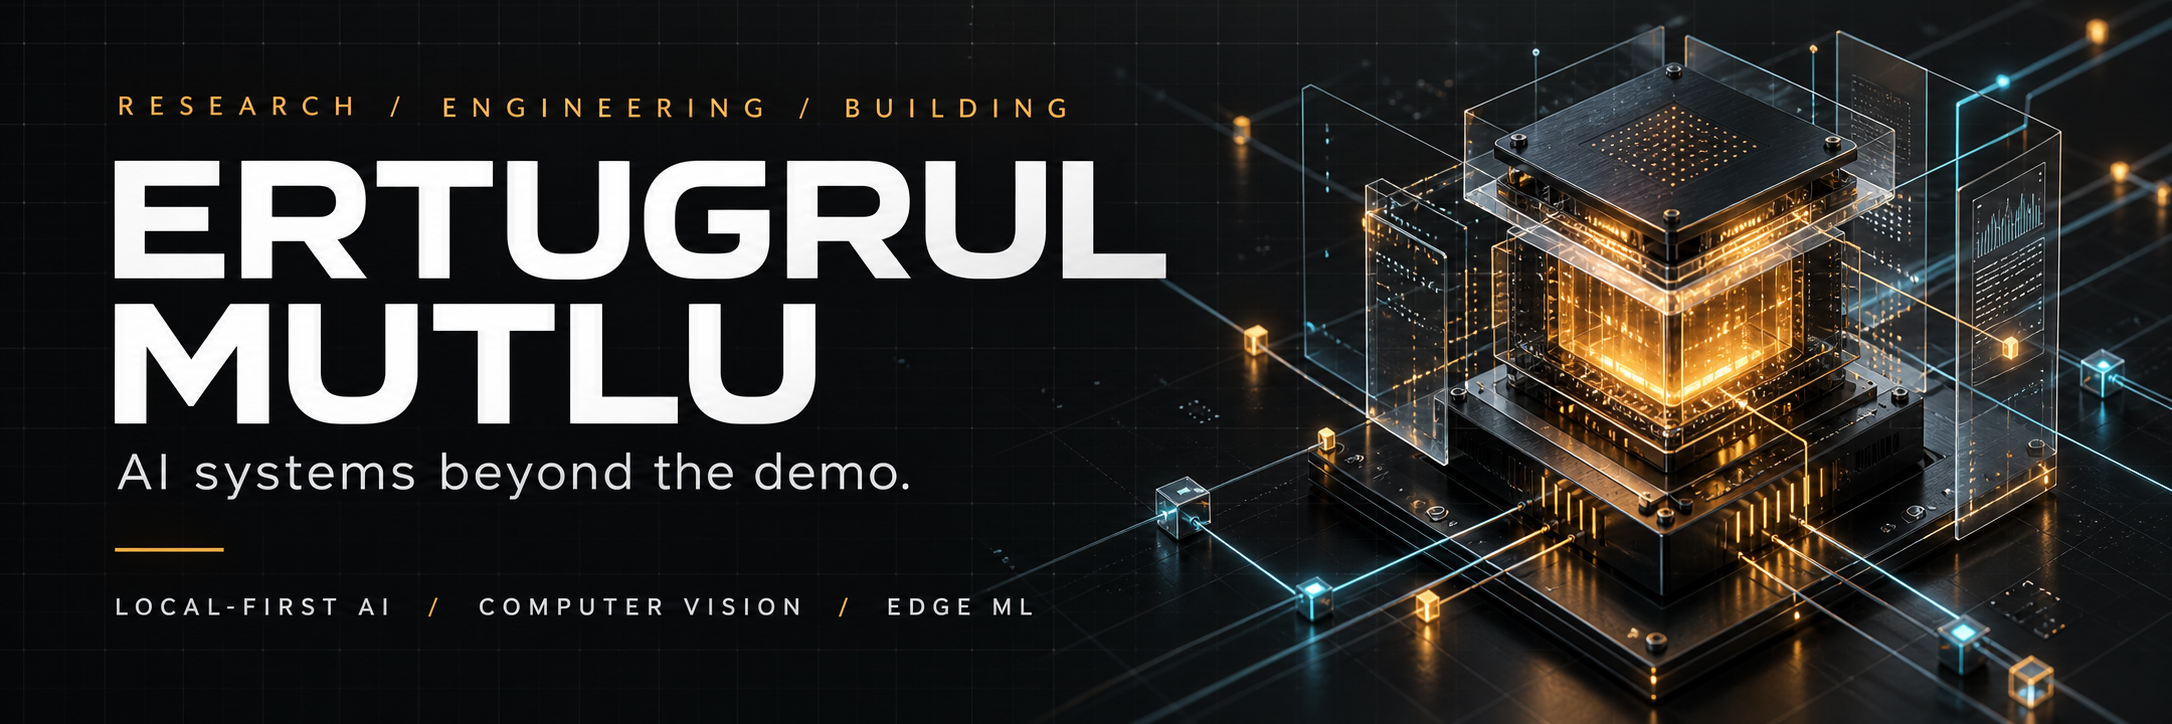 RESEARCH / ENGINEERING / BUILDING
ERTUGRUL
MUTLU
AI systems beyond the demo.
LOCAL-FIRST AI / COMPUTER VISION / EDGE ML